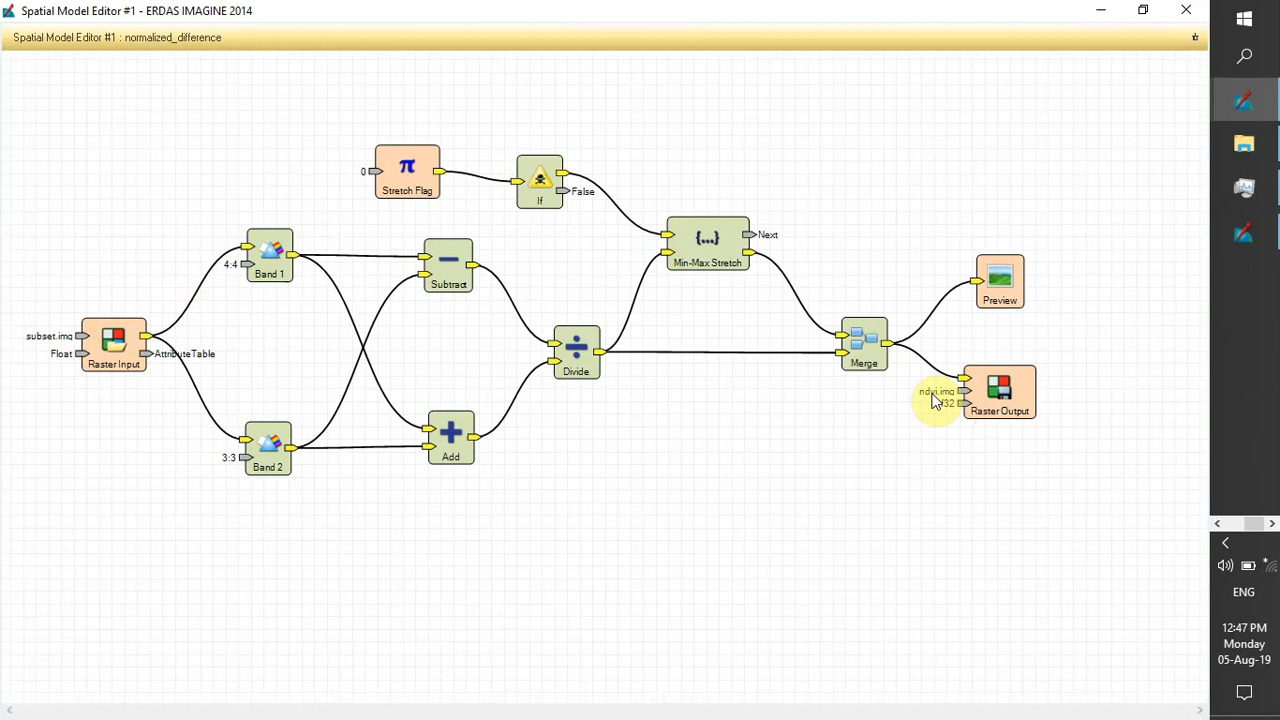 Spatial Model Editor #1 - ERDAS IMAGINE 2014
Spatial Model Editor #1 : normalized_difference
0
π
Stretch Flag
If
False
{...}
Min-Max Stretch
Next
4:4
Band 1
Subtract
Preview
subset.img
Float
Raster Input
AttributeTable
Divide
Merge
ndvi.img
f32
Raster Output
3:3
Band 2
Add
ENG
12:47 PM
Monday
05-Aug-19